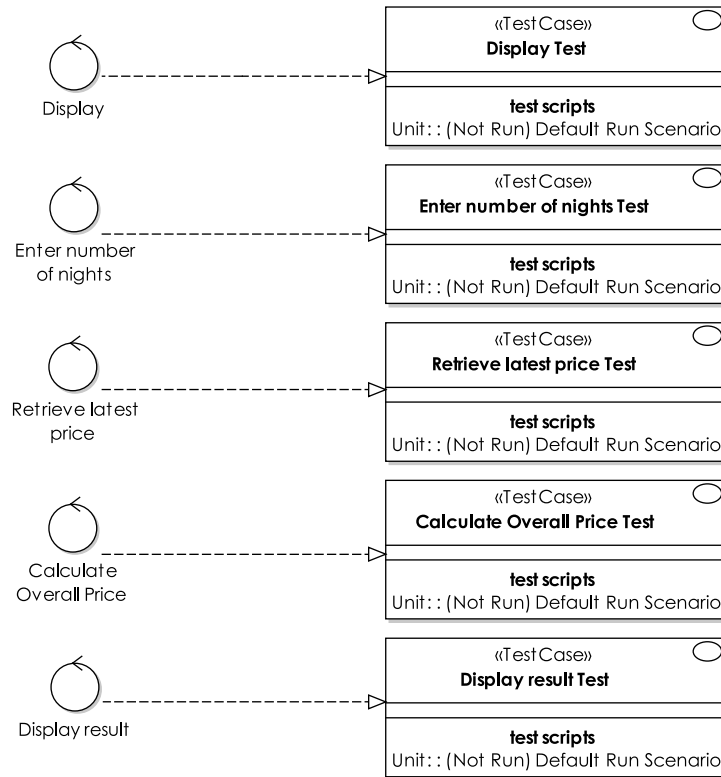 Display
«TestCase»
Display Test
test scripts
Unit: : (Not Run) Default Run Scenario
Enter number
of nights
«TestCase»
Enter number of nights Test
test scripts
Unit: : (Not Run) Default Run Scenario
Retrieve latest
price
«TestCase»
Retrieve latest price Test
test scripts
Unit: : (Not Run) Default Run Scenario
Calculate
Overall Price
«TestCase»
Calculate Overall Price Test
test scripts
Unit: : (Not Run) Default Run Scenario
Display result
«TestCase»
Display result Test
test scripts
Unit: : (Not Run) Default Run Scenario